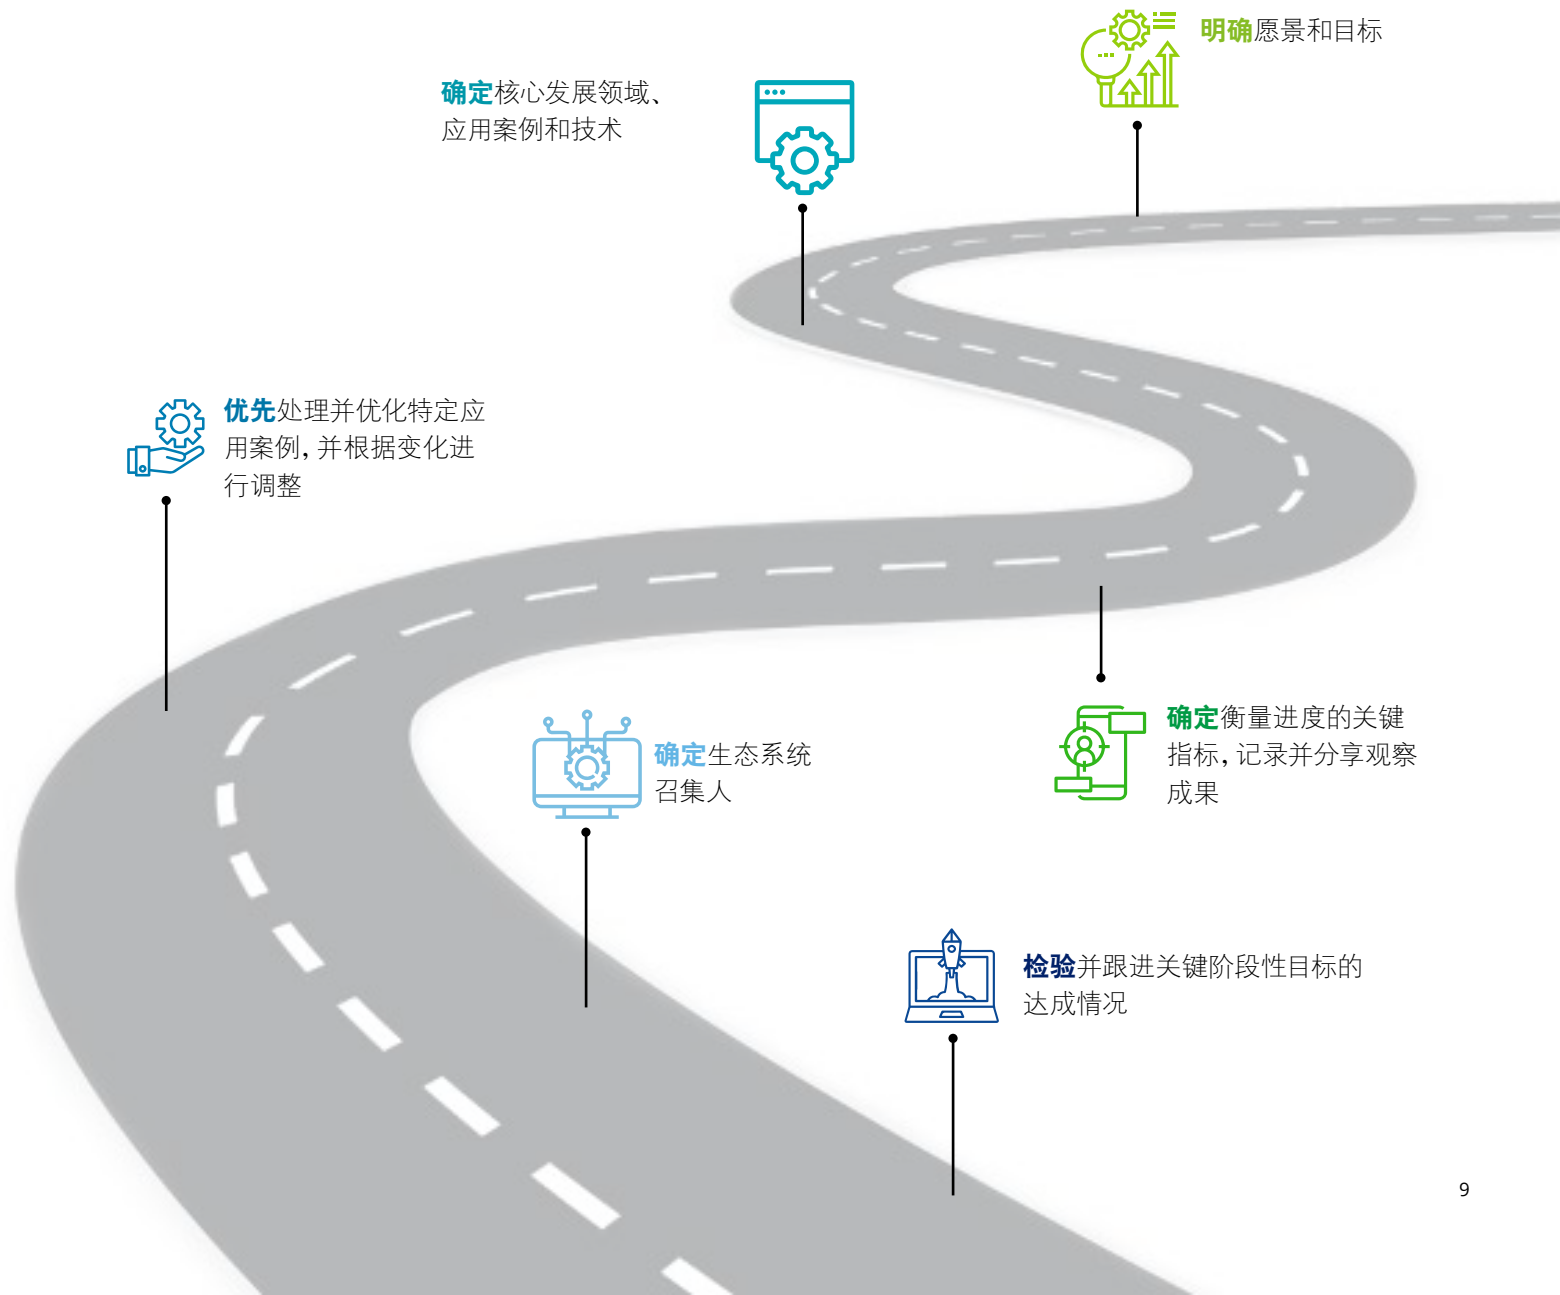 明确愿景和目标
确定核心发展领域、
应用案例和技术
优先处理并优化特定应
用案例，并根据变化进
行调整
确定衡量进度的关键
指标，记录并分享观察
成果
确定生态系统
召集人
检验并跟进关键阶段性目标的
达成情况
9